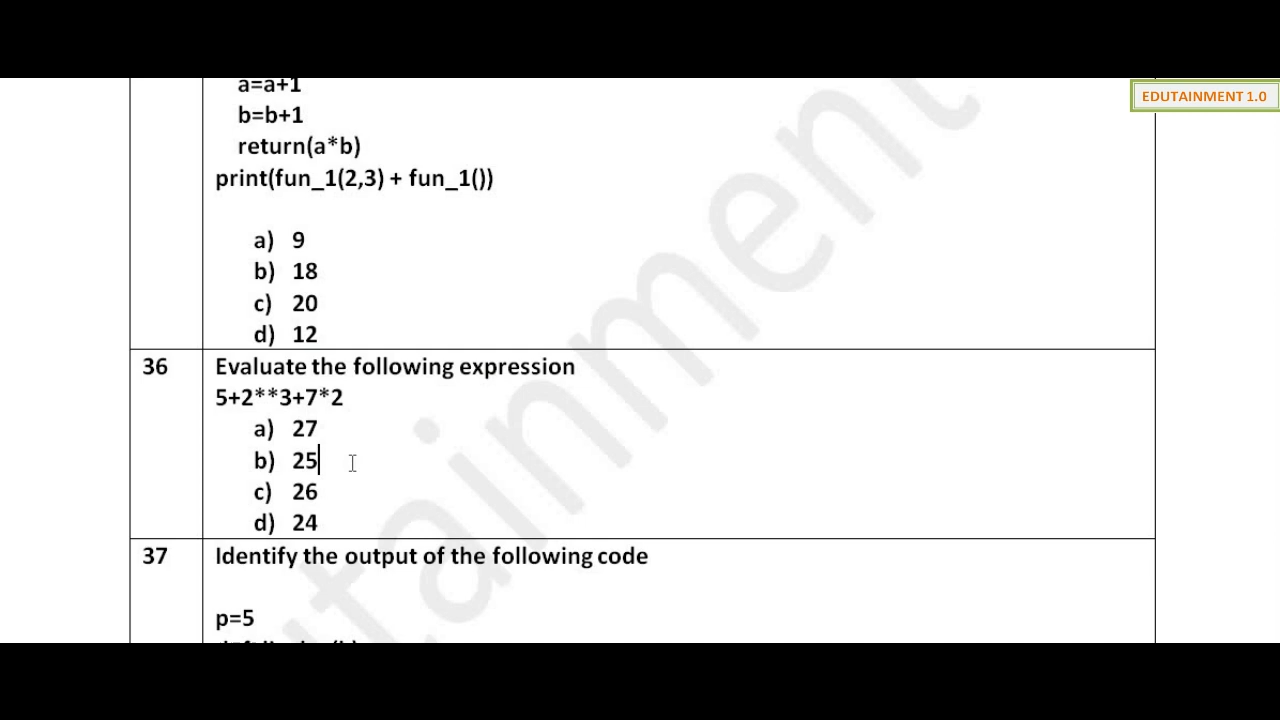 a=a+1
EDUTAINMENT 1.0
b=b+1
return(a*b)
print(fun_1(2,3) + fun_1())
a) 9
b) 18
c) 20
d) 12
36 Evaluate the following expression
5+2**3+7*2
a) 27
b) 25
c) 26
d) 24
37 Identify the output of the following code
p=5